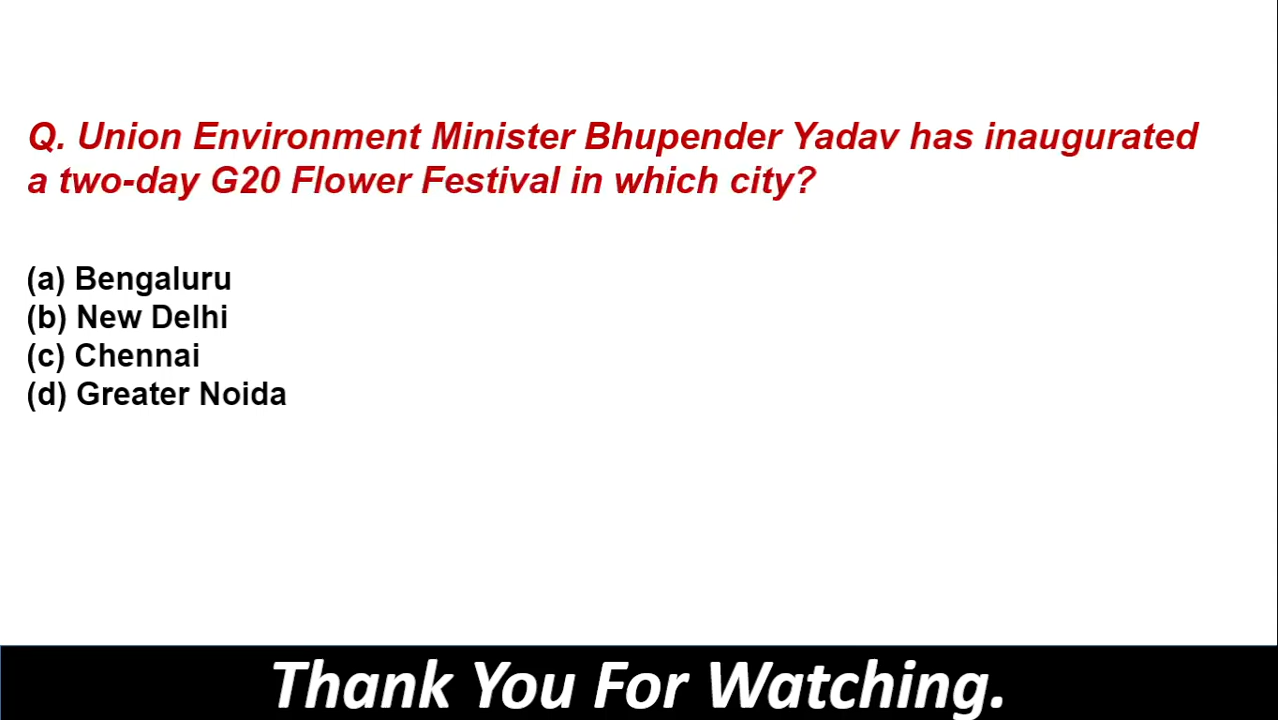 Q. Union Environment Minister Bhupender Yadav has inaugurated
a two-day G20 Flower Festival in which city?
(a) Bengaluru
(b) New Delhi
(c) Chennai
(d) Greater Noida
Thank You For Watching.